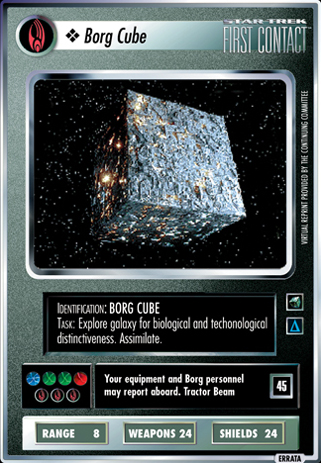 ❖ Borg Cube
STAR TREK
FIRST CONTACT
VIRTUAL REPRINT PROVIDED BY THE CONTINUING COMMITTEE
IDENTIFICATION: BORG CUBE
TASK: Explore galaxy for biological and techonological
distinctiveness. Assimilate.
Your equipment and Borg personnel
may report aboard. Tractor Beam
45
RANGE 8
WEAPONS 24
SHIELDS 24
ERRATA